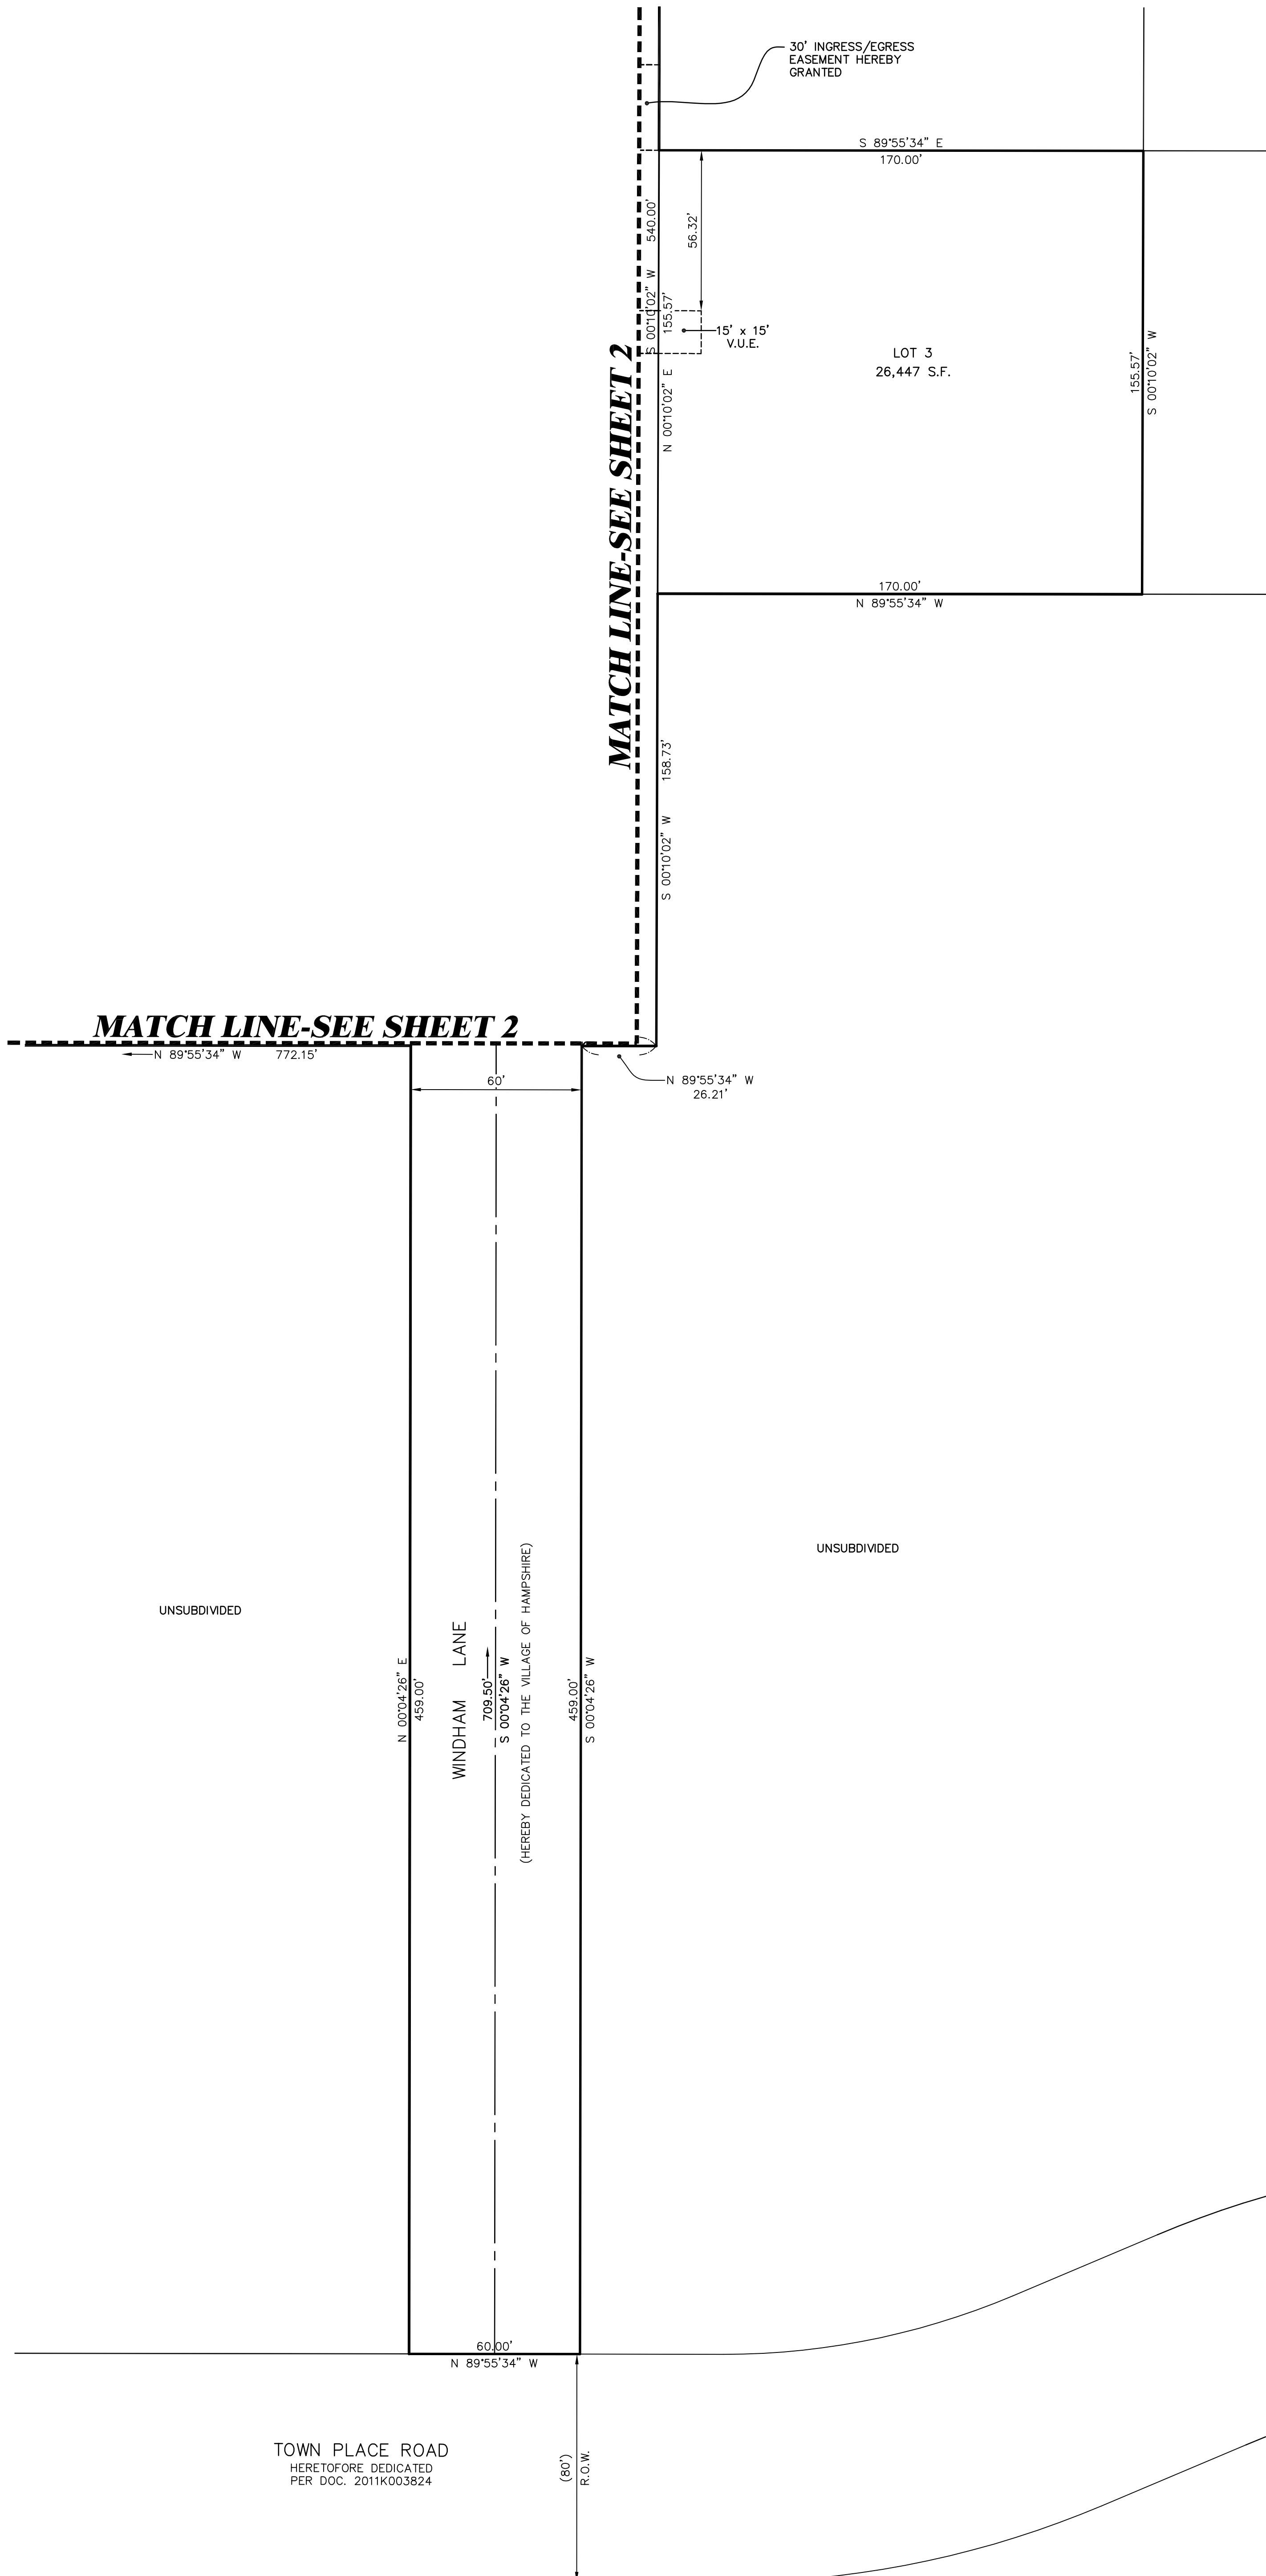 30' INGRESS/EGRESS
EASEMENT HEREBY
GRANTED
S 89°55'34" E
170.00'
540.00'
S 00°10'02" W
56.32'
155.57'
N 00°10'02" E
15' x 15'
V.U.E.
LOT 3
26,447 S.F.
155.57'
S 00°10'02" W
MATCH LINE-SEE SHEET 2
170.00'
N 89°55'34" W
158.73'
S 00°10'02" W
MATCH LINE-SEE SHEET 2
N 89°55'34" W 772.15'
60'
N 89°55'34" W
26.21'
UNSUBDIVIDED
UNSUBDIVIDED
N 00°04'26" E
459.00'
WINDHAM LANE
709.50'
S 00°04'26" W
(HEREBY DEDICATED TO THE VILLAGE OF HAMPSHIRE)
459.00'
S 00°04'26" W
60.00'
N 89°55'34" W
TOWN PLACE ROAD
HERETOFORE DEDICATED
PER DOC. 2011K003824
(80')
R.O.W.